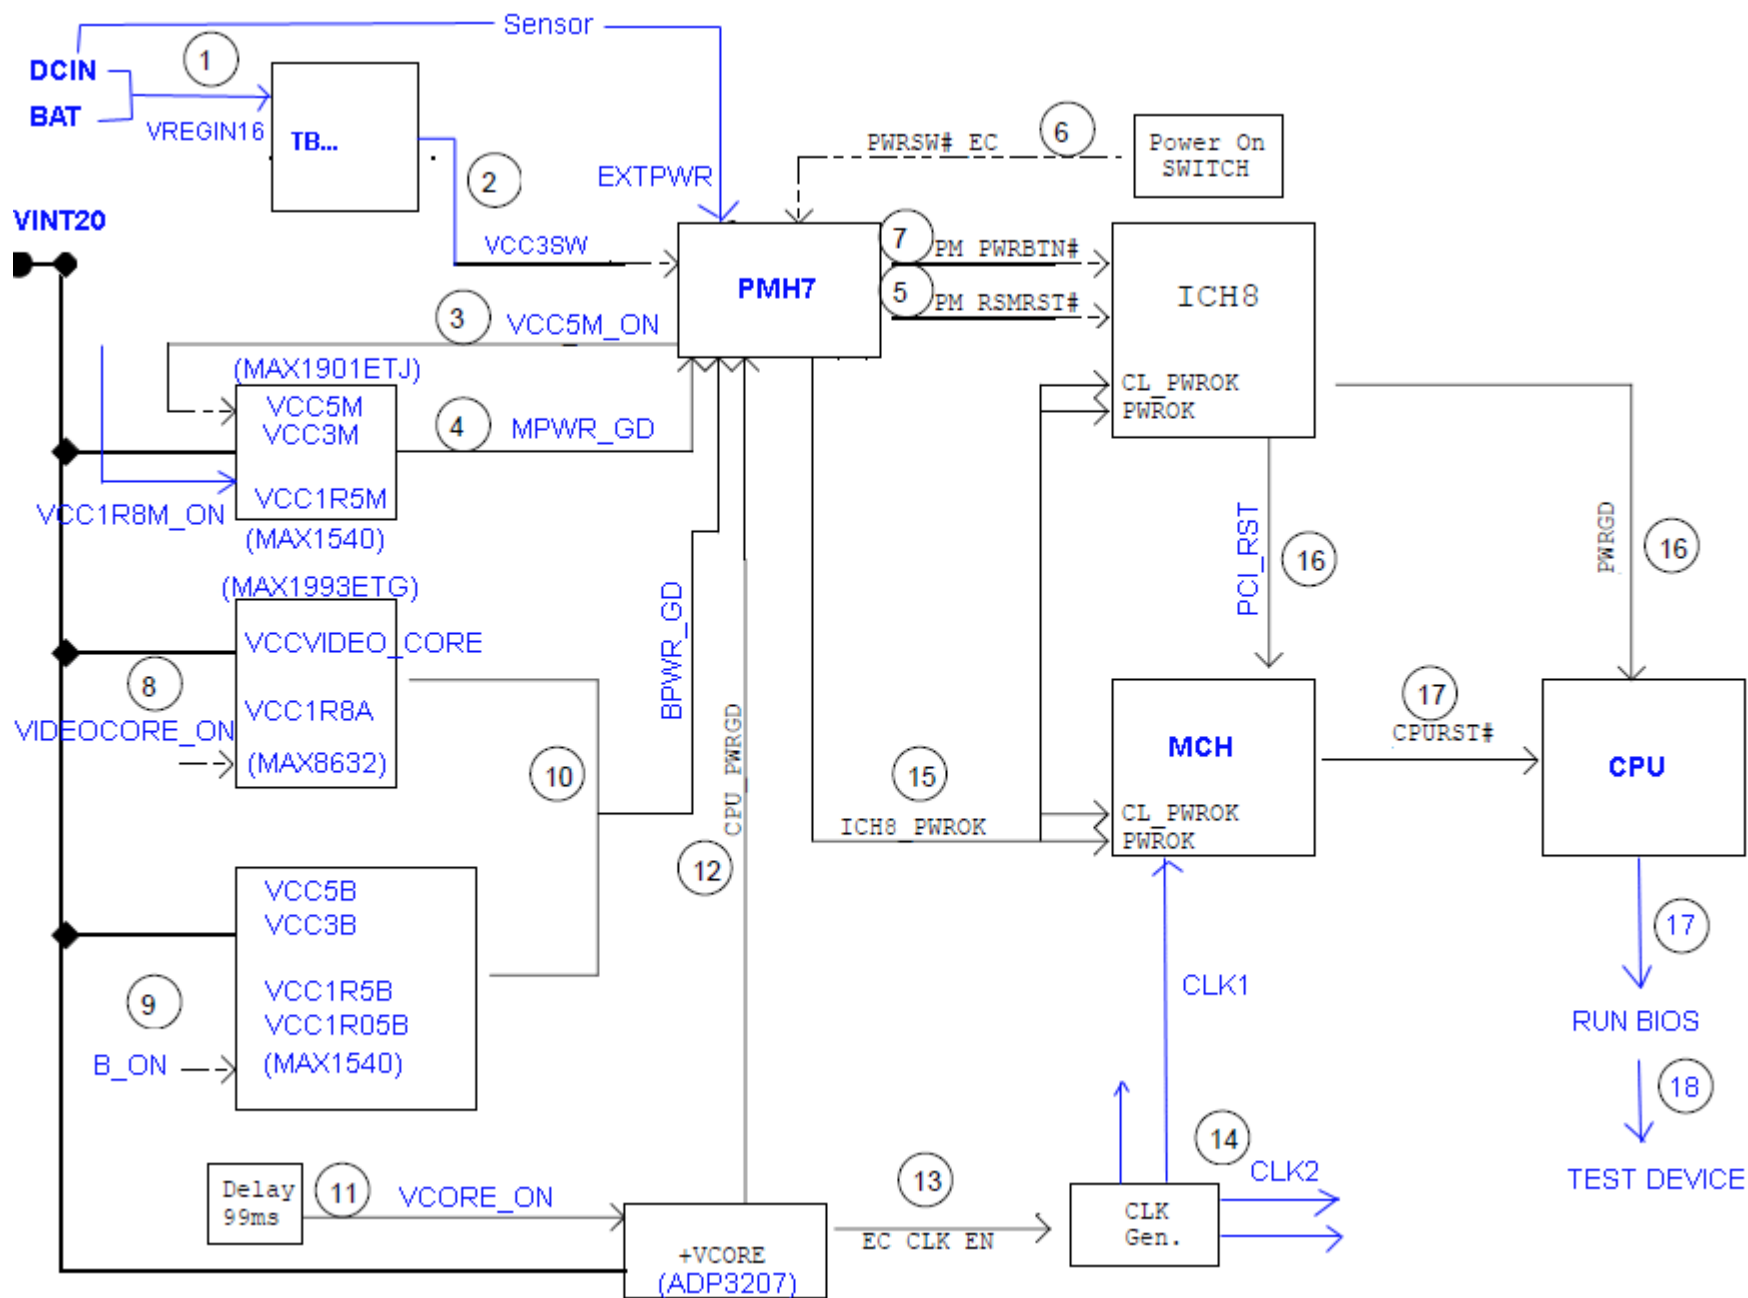 Sensor
1
DCIN
BAT
VREGIN16
TB...
2
EXTPWR
PWRSW# EC
6
Power On
SWITCH
VINT20
VCC3SW
PMH7
7
PM PWRBTN#
5
PM RSMRST#
ICH8
3
VCC5M_ON
(MAX1901ETJ)
VCC5M
VCC3M
VCC1R5M
(MAX1540)
4
MPWR_GD
CL_PWROK
PWROK
VCC1R8M_ON
(MAX1993ETG)
VCCVIDEO_CORE
8
VCC1R8A
VIDEOCORE_ON
(MAX8632)
10
BPWR_GD
CPU_PWRGD
12
PCI_RST
16
PWRGD
16
15
ICH8_PWROK
MCH
CL_PWROK
PWROK
17
CPURST#
CPU
VCC5B
VCC3B
9
VCC1R5B
VCC1R05B
(MAX1540)
B_ON
CLK1
17
RUN BIOS
18
TEST DEVICE
Delay
99ms
11
VCORE_ON
+VCORE
(ADP3207)
13
EC CLK EN
14
CLK2
CLK
Gen.